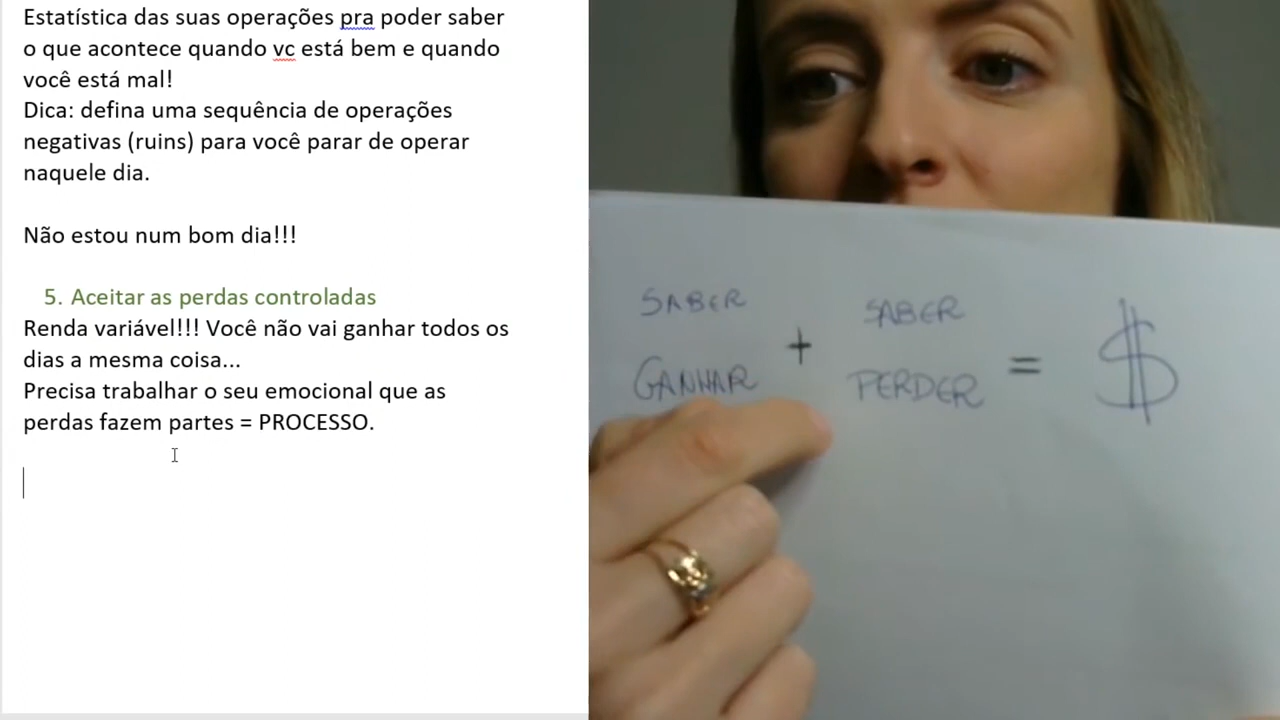 Estatística das suas operações pra poder saber
o que acontece quando vc está bem e quando
você está mal!
Dica: defina uma sequência de operações
negativas (ruins) para você parar de operar
naquele dia.
Não estou num bom dia!!!
5. Aceitar as perdas controladas
Renda variável!!! Você não vai ganhar todos os
dias a mesma coisa...
Precisa trabalhar o seu emocional que as
perdas fazem partes = PROCESSO.
SABER
GANHAR
+
SABER
PERDER
=
$